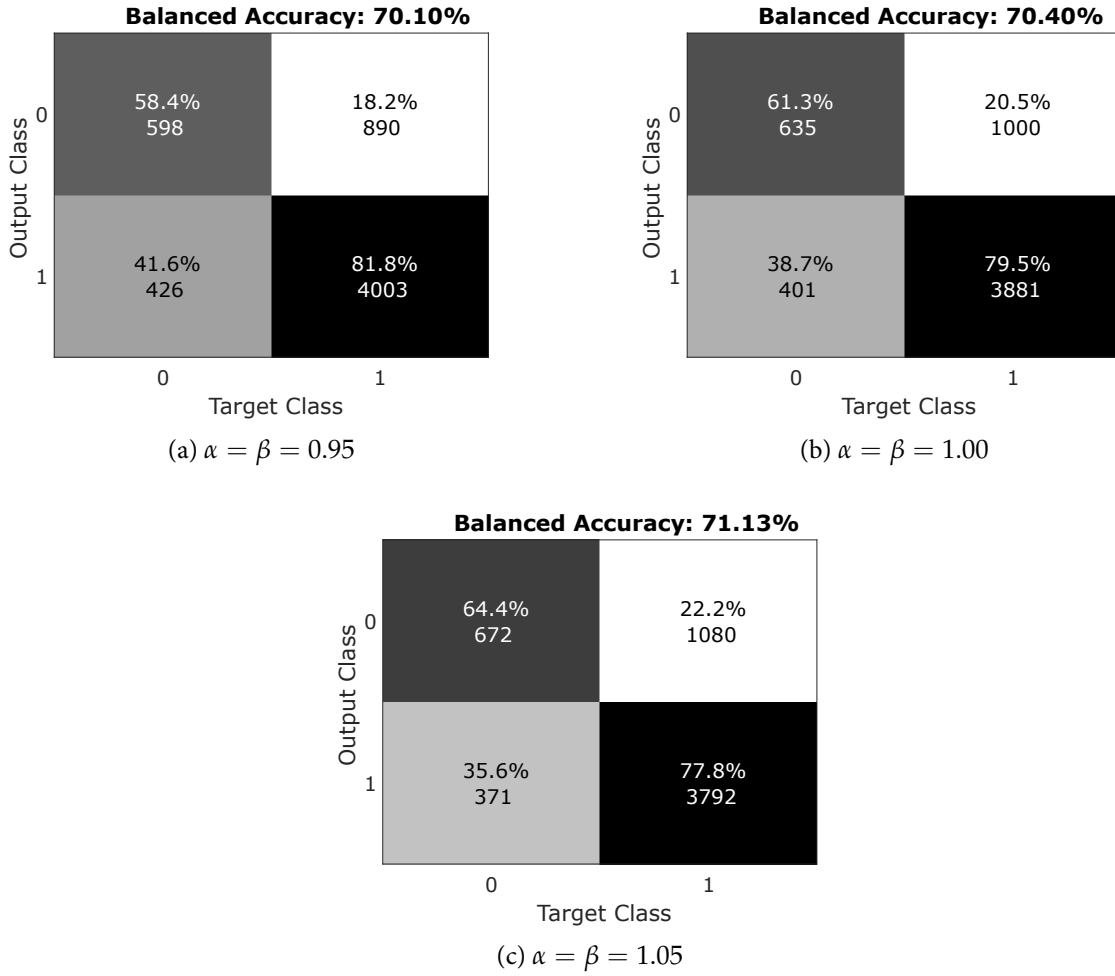 Balanced Accuracy: 70.10%
Output Class
0
58.4%
598
18.2%
890
1
41.6%
426
81.8%
4003
0 1
Target Class
(a) α = β = 0.95
Balanced Accuracy: 70.40%
Output Class
0
61.3%
635
20.5%
1000
1
38.7%
401
79.5%
3881
0 1
Target Class
(b) α = β = 1.00
Balanced Accuracy: 71.13%
Output Class
0
64.4%
672
22.2%
1080
1
35.6%
371
77.8%
3792
0 1
Target Class
(c) α = β = 1.05